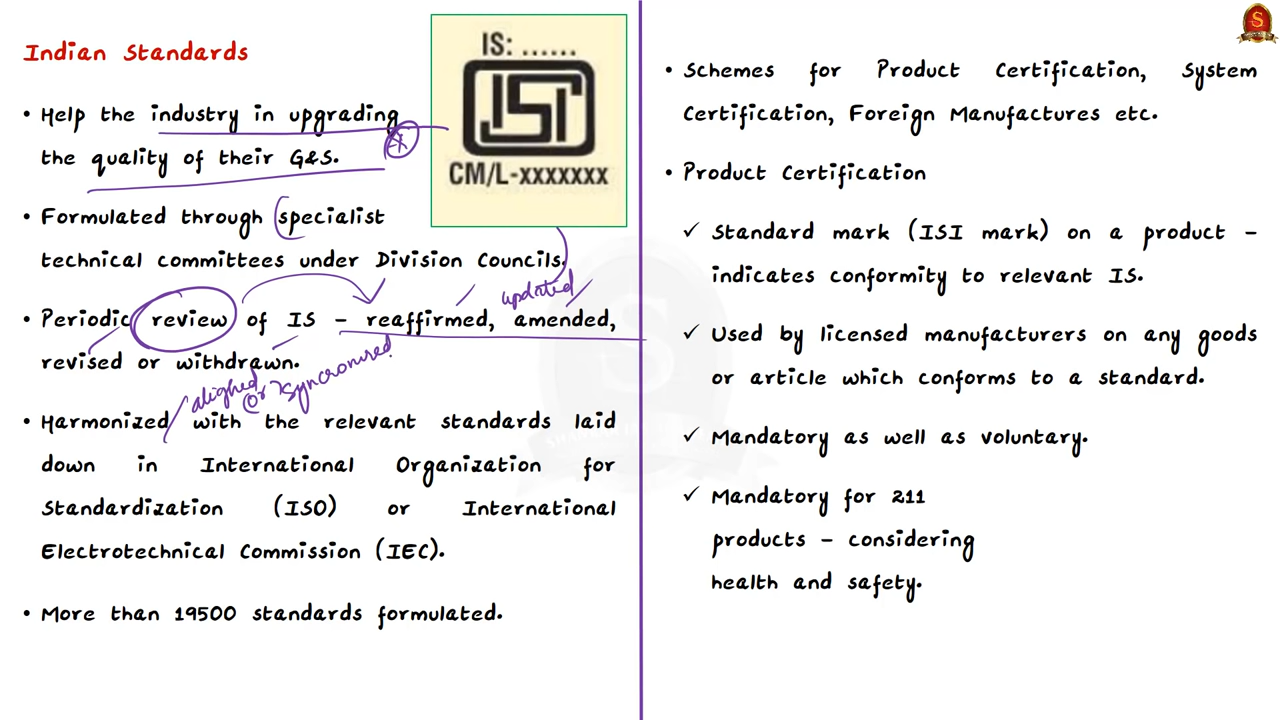 Indian Standards
• Help the industry in upgrading
the quality of their G&S.
IS: ......
ISI
CM/L-xxxxxxx
• Formulated through specialist
technical committees under Division Councils.
updated
• Periodic review of IS – reaffirmed, amended,
revised or withdrawn.
aligned or syncronized.
• Harmonized with the relevant standards laid
down in International Organization for
Standardization (ISO) or International
Electrotechnical Commission (IEC).
• More than 19500 standards formulated.
• Schemes for Product Certification, System
Certification, Foreign Manufactures etc.
• Product Certification
✓ Standard mark (ISI mark) on a product –
indicates conformity to relevant IS.
✓ Used by licensed manufacturers on any goods
or article which conforms to a standard.
✓ Mandatory as well as voluntary.
✓ Mandatory for 211
products – considering
health and safety.
S